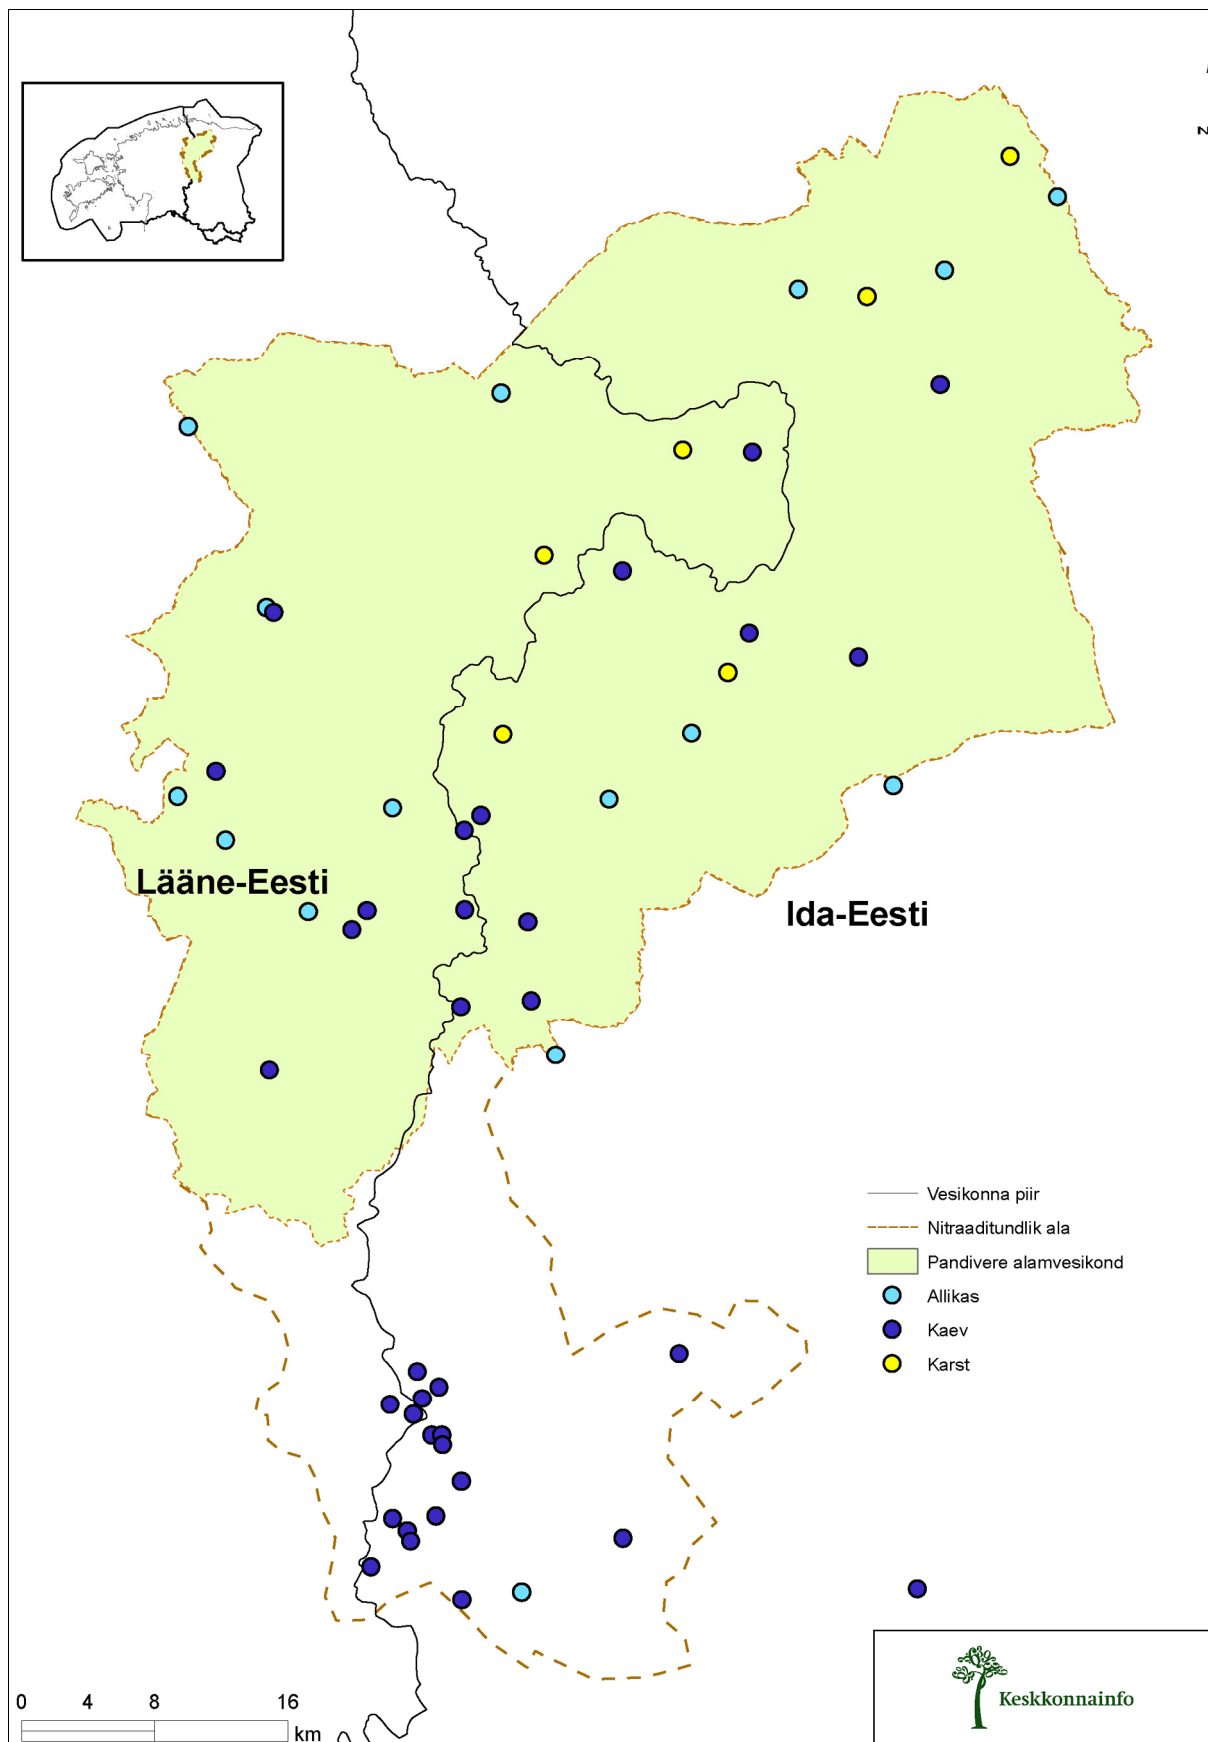 Lääne-Eesti
Ida-Eesti
Vesikonna piir
Nitraaditundlik ala
Pandivere alamvesikond
Allikas
Kaev
Karst
0 4 8 16
km
Keskkonnainfo